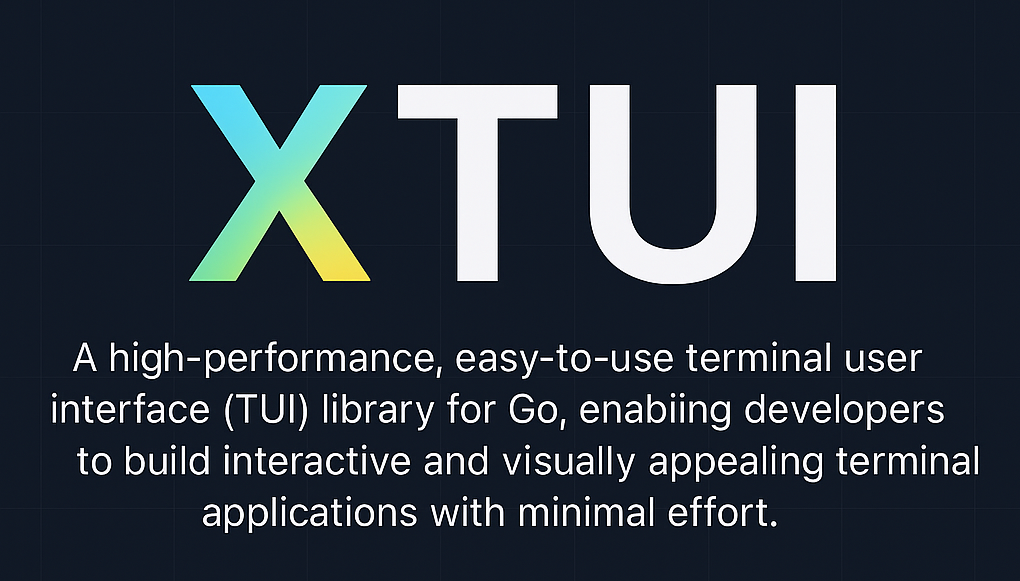 XTUI
A high-performance, easy-to-use terminal user
interface (TUI) library for Go, enabiing developers
to build interactive and visually appealing terminal
applications with minimal effort.